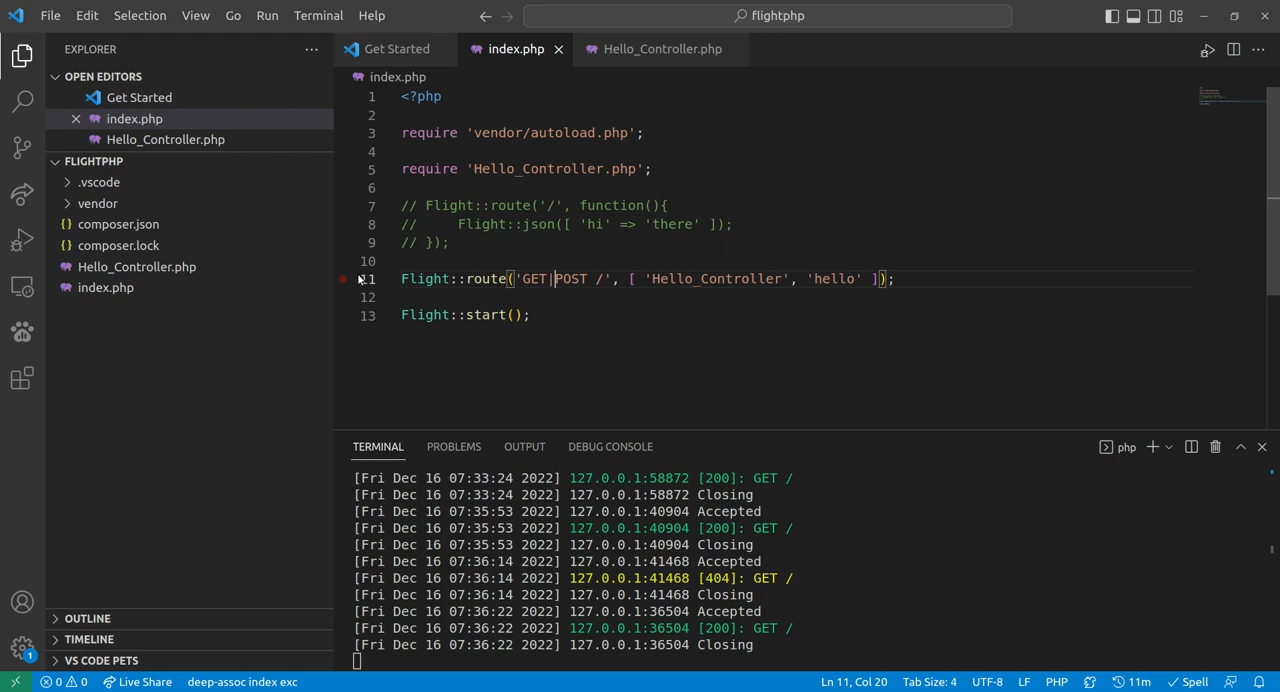 File Edit Selection View Go Run Terminal Help
flightphp
EXPLORER
OPEN EDITORS
Get Started
index.php
Hello_Controller.php
FLIGHTPHP
.vscode
vendor
composer.json
composer.lock
Hello_Controller.php
index.php
OUTLINE
TIMELINE
VS CODE PETS
Get Started index.php Hello_Controller.php
index.php
1 <?php
2
3 require 'vendor/autoload.php';
4
5 require 'Hello_Controller.php';
6
7 // Flight::route('/', function(){
8 //     Flight::json([ 'hi' => 'there' ]);
9 // });
10
11 Flight::route('GET|POST /', [ 'Hello_Controller', 'hello' ]);
12
13 Flight::start();
TERMINAL PROBLEMS OUTPUT DEBUG CONSOLE php
[Fri Dec 16 07:33:24 2022] 127.0.0.1:58872 [200]: GET /
[Fri Dec 16 07:33:24 2022] 127.0.0.1:58872 Closing
[Fri Dec 16 07:35:53 2022] 127.0.0.1:40904 Accepted
[Fri Dec 16 07:35:53 2022] 127.0.0.1:40904 [200]: GET /
[Fri Dec 16 07:35:53 2022] 127.0.0.1:40904 Closing
[Fri Dec 16 07:36:14 2022] 127.0.0.1:41468 Accepted
[Fri Dec 16 07:36:14 2022] 127.0.0.1:41468 [404]: GET /
[Fri Dec 16 07:36:14 2022] 127.0.0.1:41468 Closing
[Fri Dec 16 07:36:22 2022] 127.0.0.1:36504 Accepted
[Fri Dec 16 07:36:22 2022] 127.0.0.1:36504 [200]: GET /
[Fri Dec 16 07:36:22 2022] 127.0.0.1:36504 Closing
1
0 0 Live Share deep-assoc index exc Ln 11, Col 20 Tab Size: 4 UTF-8 LF PHP 11m Spell